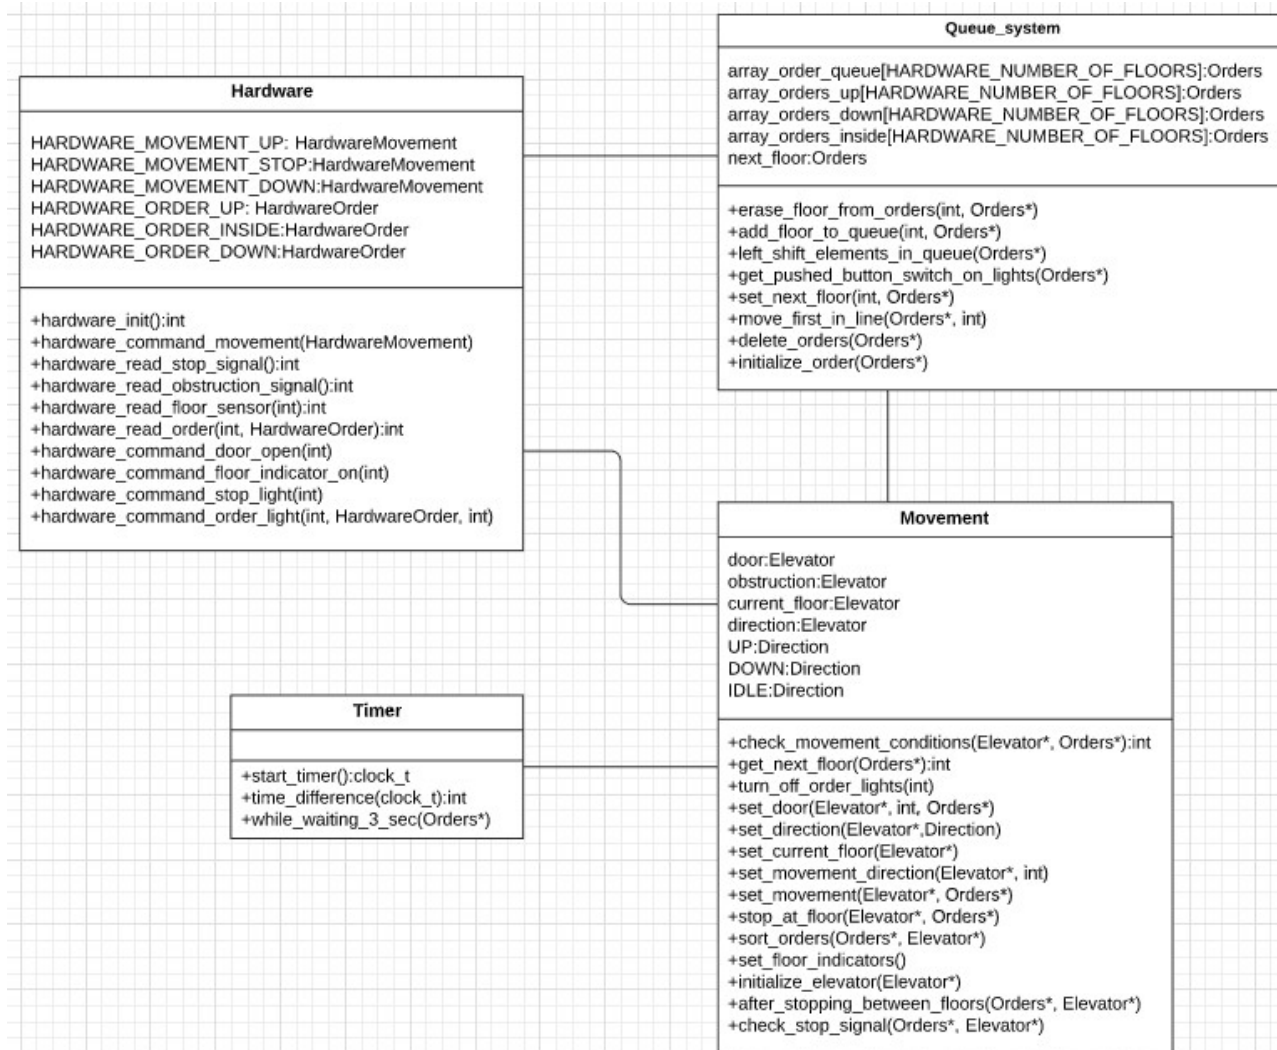 Hardware
HARDWARE_MOVEMENT_UP: HardwareMovement
HARDWARE_MOVEMENT_STOP:HardwareMovement
HARDWARE_MOVEMENT_DOWN:HardwareMovement
HARDWARE_ORDER_UP: HardwareOrder
HARDWARE_ORDER_INSIDE:HardwareOrder
HARDWARE_ORDER_DOWN:HardwareOrder
+hardware_init():int
+hardware_command_movement(HardwareMovement)
+hardware_read_stop_signal():int
+hardware_read_obstruction_signal():int
+hardware_read_floor_sensor(int):int
+hardware_read_order(int, HardwareOrder):int
+hardware_command_door_open(int)
+hardware_command_floor_indicator_on(int)
+hardware_command_stop_light(int)
+hardware_command_order_light(int, HardwareOrder, int)
Queue_system
array_order_queue[HARDWARE_NUMBER_OF_FLOORS]:Orders
array_orders_up[HARDWARE_NUMBER_OF_FLOORS]:Orders
array_orders_down[HARDWARE_NUMBER_OF_FLOORS]:Orders
array_orders_inside[HARDWARE_NUMBER_OF_FLOORS]:Orders
next_floor:Orders
+erase_floor_from_orders(int, Orders*)
+add_floor_to_queue(int, Orders*)
+left_shift_elements_in_queue(Orders*)
+get_pushed_button_switch_on_lights(Orders*)
+set_next_floor(int, Orders*)
+move_first_in_line(Orders*, int)
+delete_orders(Orders*)
+initialize_order(Orders*)
Timer
+start_timer():clock_t
+time_difference(clock_t):int
+while_waiting_3_sec(Orders*)
Movement
door:Elevator
obstruction:Elevator
current_floor:Elevator
direction:Elevator
UP:Direction
DOWN:Direction
IDLE:Direction
+check_movement_conditions(Elevator*, Orders*):int
+get_next_floor(Orders*):int
+turn_off_order_lights(int)
+set_door(Elevator*, int, Orders*)
+set_direction(Elevator*,Direction)
+set_current_floor(Elevator*)
+set_movement_direction(Elevator*, int)
+set_movement(Elevator*, Orders*)
+stop_at_floor(Elevator*, Orders*)
+sort_orders(Orders*, Elevator*)
+set_floor_indicators()
+initialize_elevator(Elevator*)
+after_stopping_between_floors(Orders*, Elevator*)
+check_stop_signal(Orders*, Elevator*)